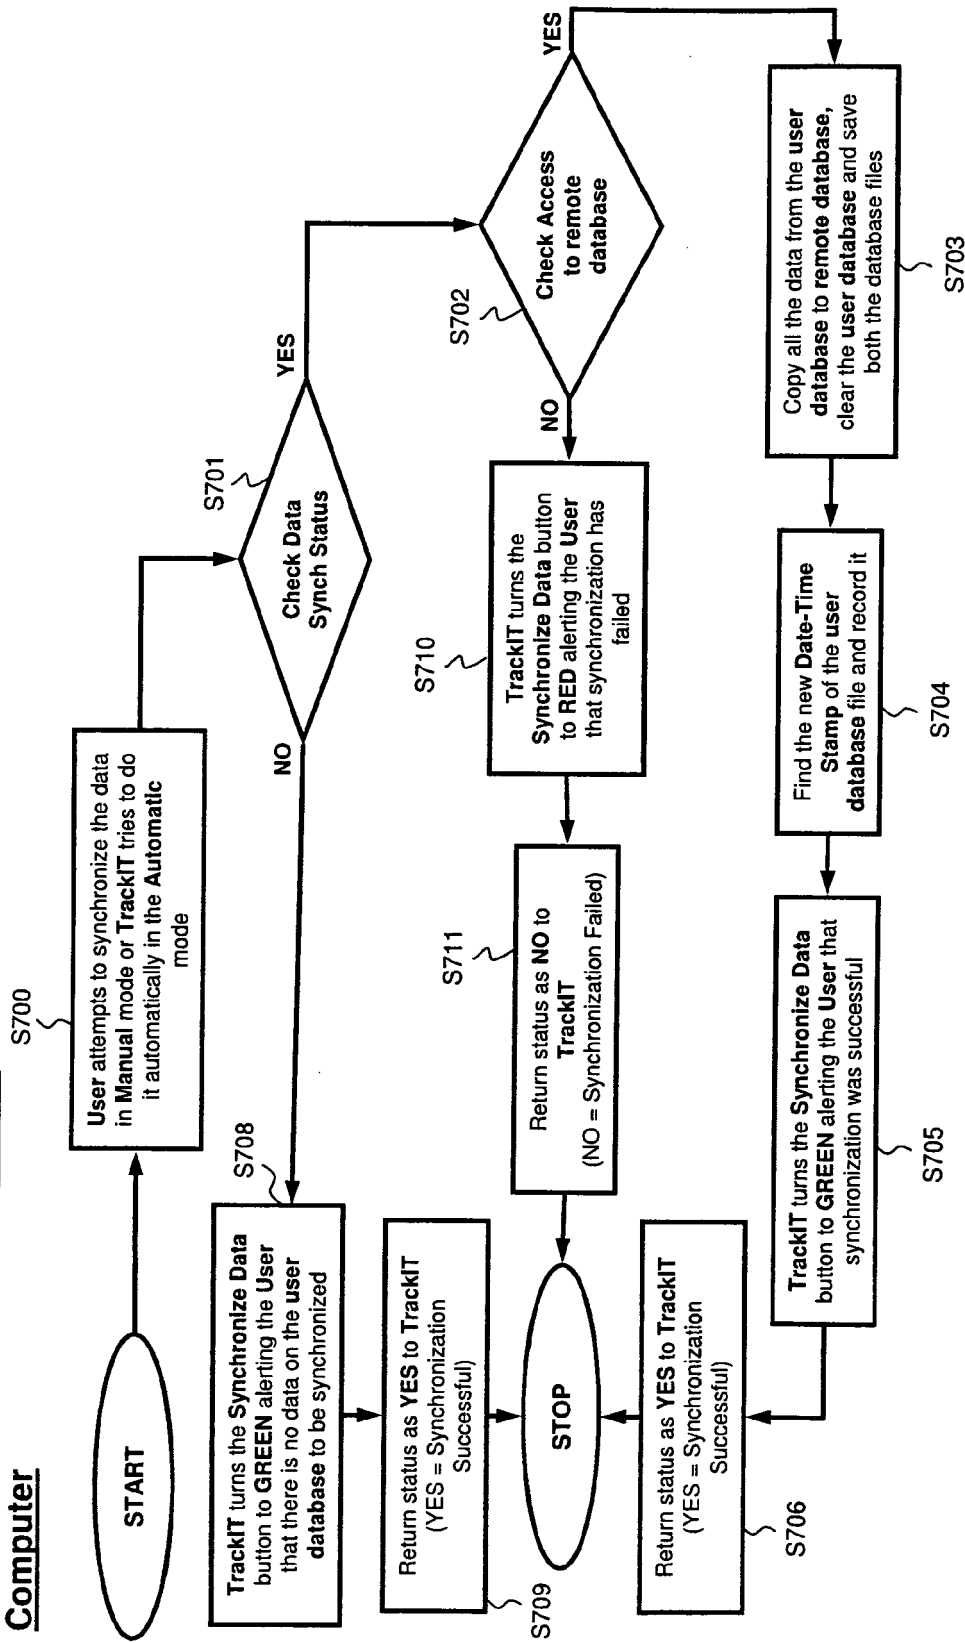 Computer
START
S700
User attempts to synchronize the data
in Manual mode or TrackIT tries to do
it automatically in the Automatic
mode
S701
Check Data
Synch Status
YES
NO
S702
Check Access
to remote
database
YES
NO
S703
Copy all the data from the user
database to remote database,
clear the user database and save
both the database files
S704
Find the new Date-Time
Stamp of the user
database file and record it
S705
TrackIT turns the Synchronize Data
button to GREEN alerting the User that
synchronization was successful
S706
Return status as YES to TrackIT
(YES = Synchronization
Successful)
S708
TrackIT turns the Synchronize Data
button to GREEN alerting the User
that there is no data on the user
database to be synchronized
S709
Return status as YES to TrackIT
(YES = Synchronization
Successful)
S710
TrackIT turns the
Synchronize Data button
to RED alerting the User
that synchronization has
failed
S711
Return status as NO to
TrackIT
(NO = Synchronization Failed)
STOP